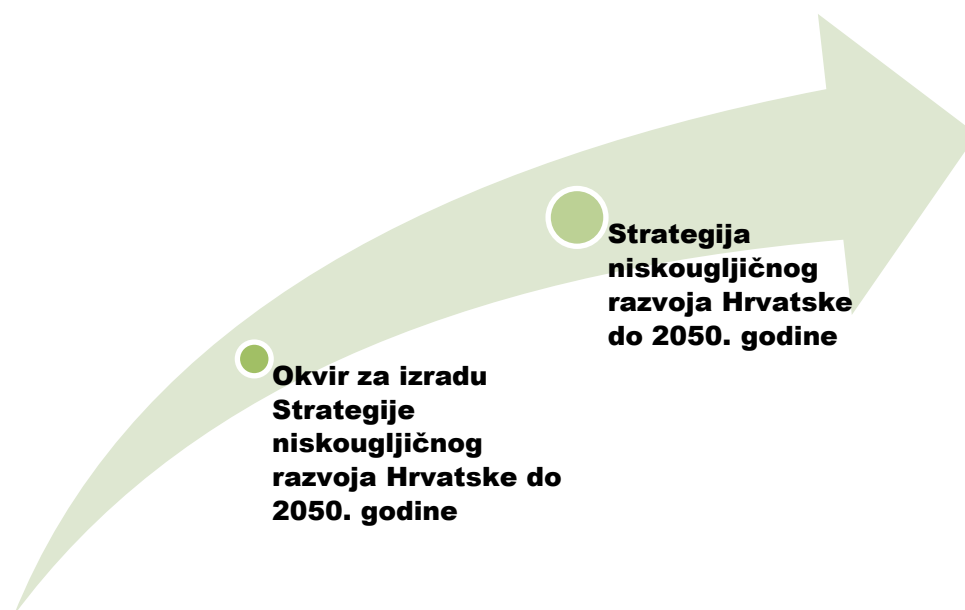 Strategija
niskougljičnog
razvoja Hrvatske
do 2050. godine
Okvir za izradu
Strategije
niskougljičnog
razvoja Hrvatske do
2050. godine